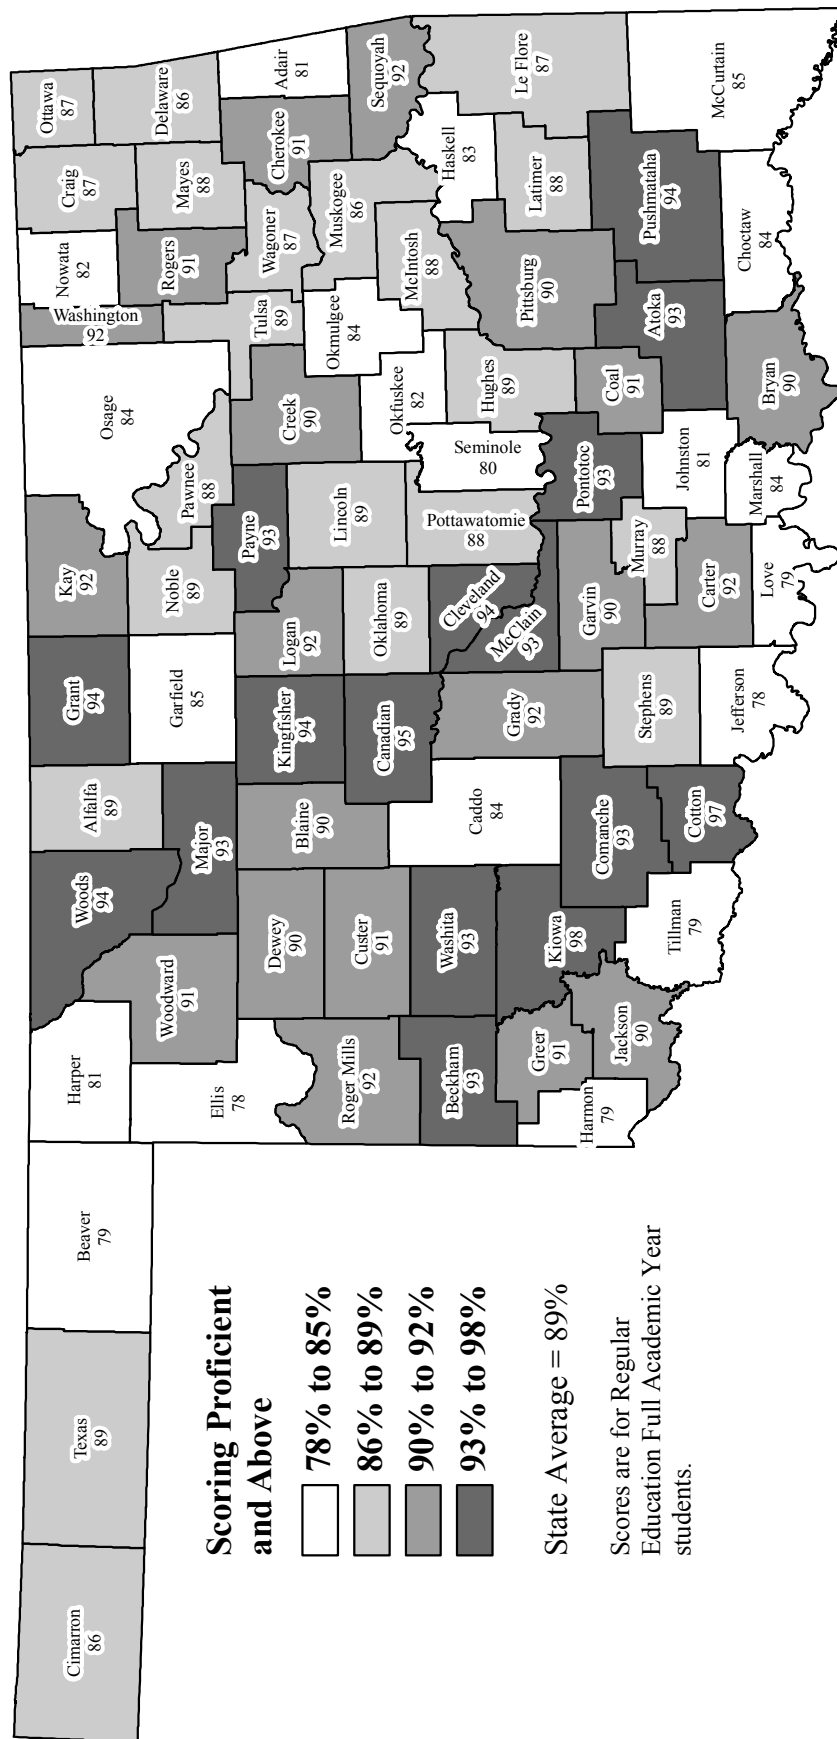 Cimarron
86
Texas
89
Beaver
79
Harper
81
Woods
94
Alfalfa
89
Grant
94
Kay
92
Osage
84
Washington
92
Nowata
82
Craig
87
Ottawa
87
Ellis
78
Woodward
91
Major
93
Garfield
85
Noble
89
Pawnee
88
Rogers
91
Mayes
88
Delaware
86
Roger Mills
92
Dewey
90
Blaine
90
Kingfisher
94
Logan
92
Payne
93
Creek
90
Tulsa
89
Wagoner
87
Cherokee
91
Adair
81
Custer
91
Canadian
95
Oklahoma
89
Lincoln
89
Okfuskee
82
Okmulgee
84
Muskogee
86
Sequoyah
92
Beckham
93
Washita
93
Caddo
84
Grady
92
Cleveland
94
McClain
93
Pottawatomie
88
Seminole
80
Hughes
89
McIntosh
88
Haskell
83
Harmon
79
Greer
91
Kiowa
98
Comanche
93
Stephens
89
Garvin
90
Pontotoc
93
Pittsburg
90
Latimer
88
Le Flore
87
Jackson
90
Tillman
79
Cotton
97
Jefferson
78
Carter
92
Murray
88
Johnston
81
Coal
91
Atoka
93
Pushmataha
94
McCurtain
85
Love
79
Marshall
84
Bryan
90
Choctaw
84
Scoring Proficient
and Above
78% to 85%
86% to 89%
90% to 92%
93% to 98%
State Average = 89%
Scores are for Regular
Education Full Academic Year
students.